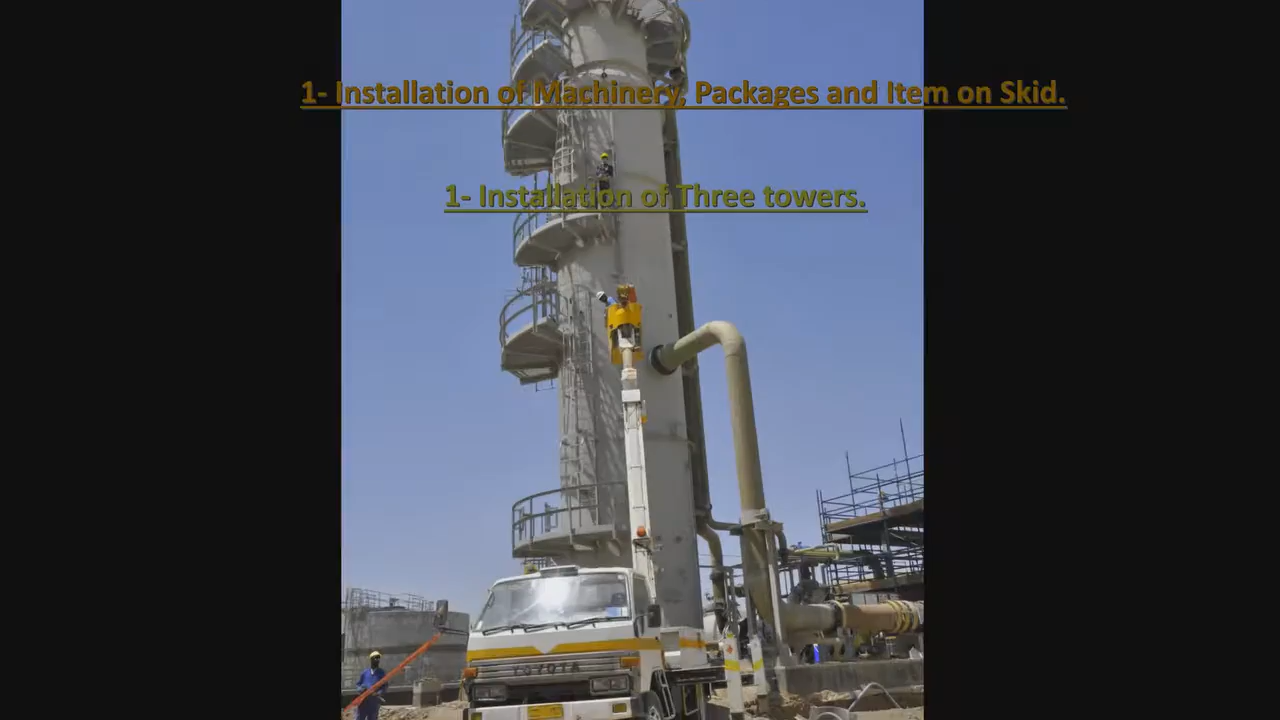 1- Installation of Machinery, Packages and Item on Skid.
1- Installation of Three towers.
TOYOTA